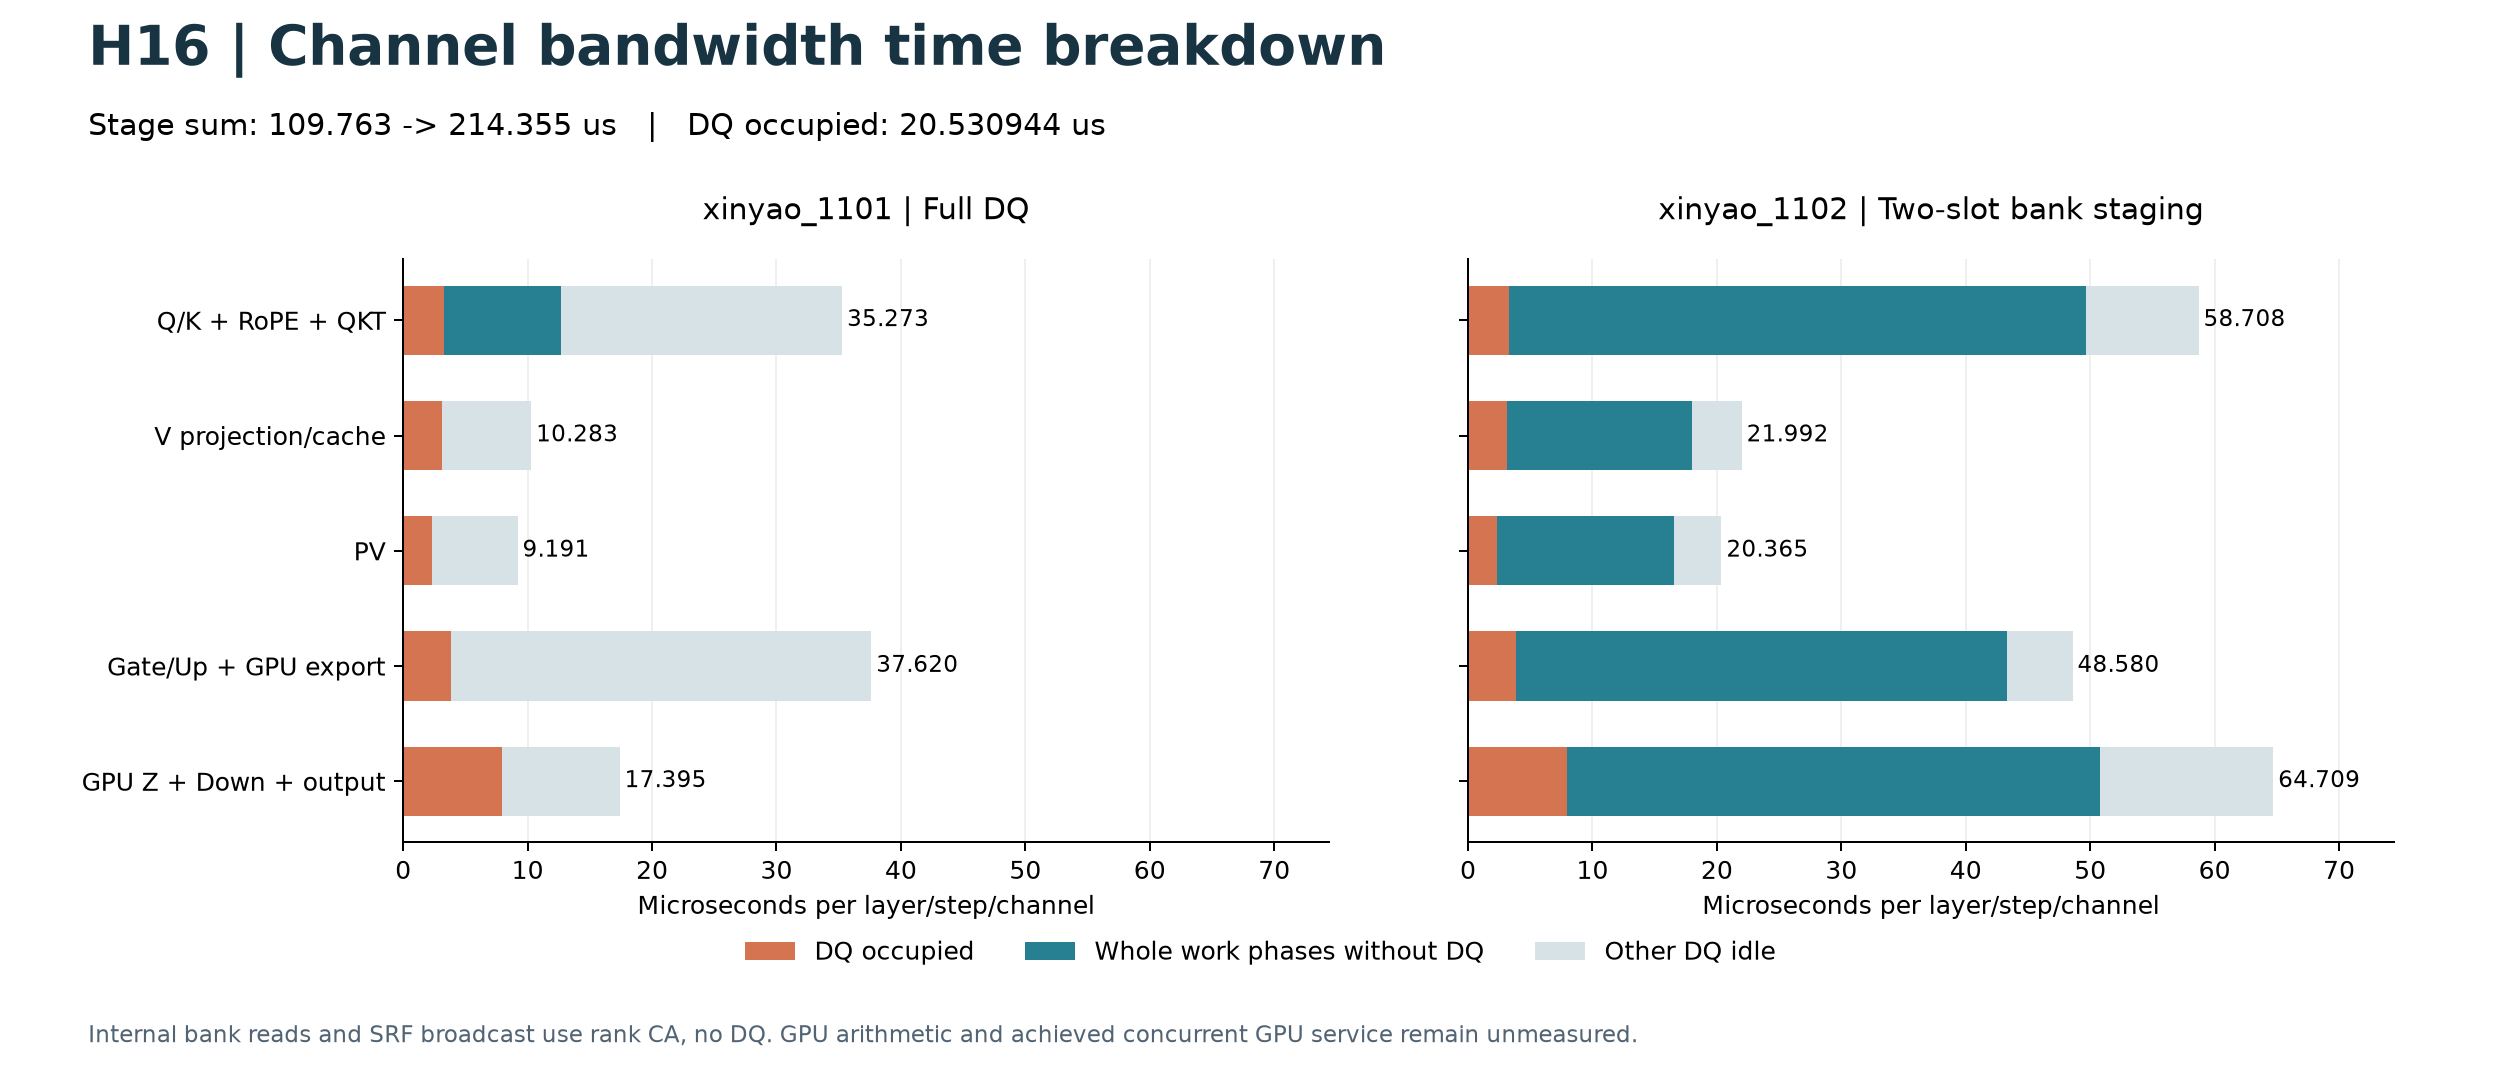 H16 | Channel bandwidth time breakdown
Stage sum: 109.763 -> 214.355 us | DQ occupied: 20.530944 us
xinyao_1101 | Full DQ
Q/K + RoPE + QKT
35.273
V projection/cache
10.283
PV
9.191
Gate/Up + GPU export
37.620
GPU Z + Down + output
17.395
0 10 20 30 40 50 60 70
Microseconds per layer/step/channel
xinyao_1102 | Two-slot bank staging
58.708
21.992
20.365
48.580
64.709
0 10 20 30 40 50 60 70
Microseconds per layer/step/channel
DQ occupied Whole work phases without DQ Other DQ idle
Internal bank reads and SRF broadcast use rank CA, no DQ. GPU arithmetic and achieved concurrent GPU service remain unmeasured.